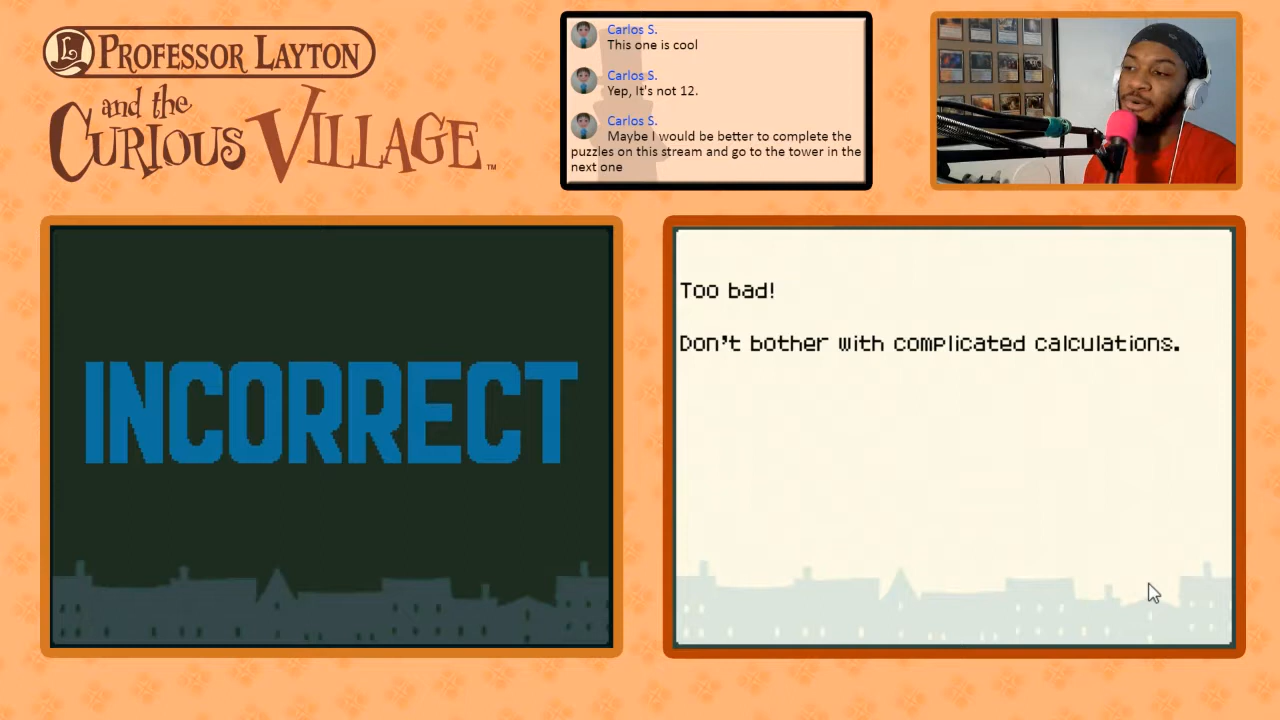 PROFESSOR LAYTON
and the
CURIOUS VILLAGE™
Carlos S.
This one is cool
Carlos S.
Yep, It's not 12.
Carlos S.
Maybe I would be better to complete the
puzzles on this stream and go to the tower in the
next one
INCORRECT
Too bad!
Don't bother with complicated calculations.